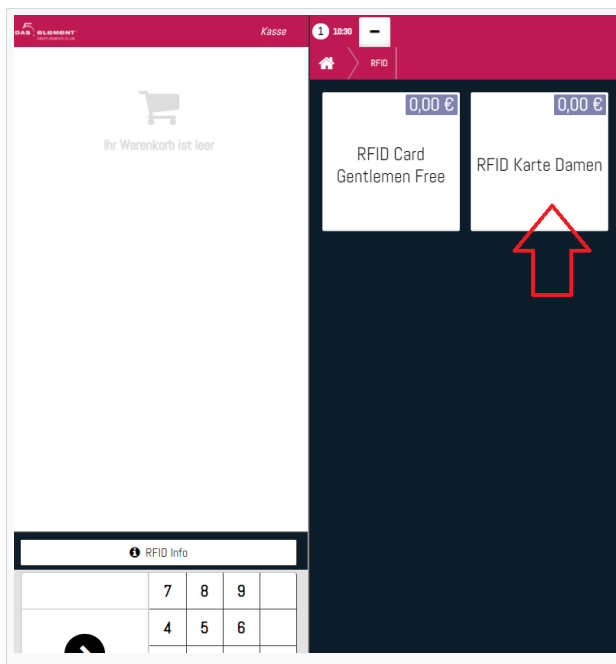 DAS 5 ELEMENT
Kasse
1 10:30 –
RFID
Ihr Warenkorb ist leer
0,00 €
RFID Card
Gentlemen Free
0,00 €
RFID Karte Damen
RFID Info
7 8 9
4 5 6